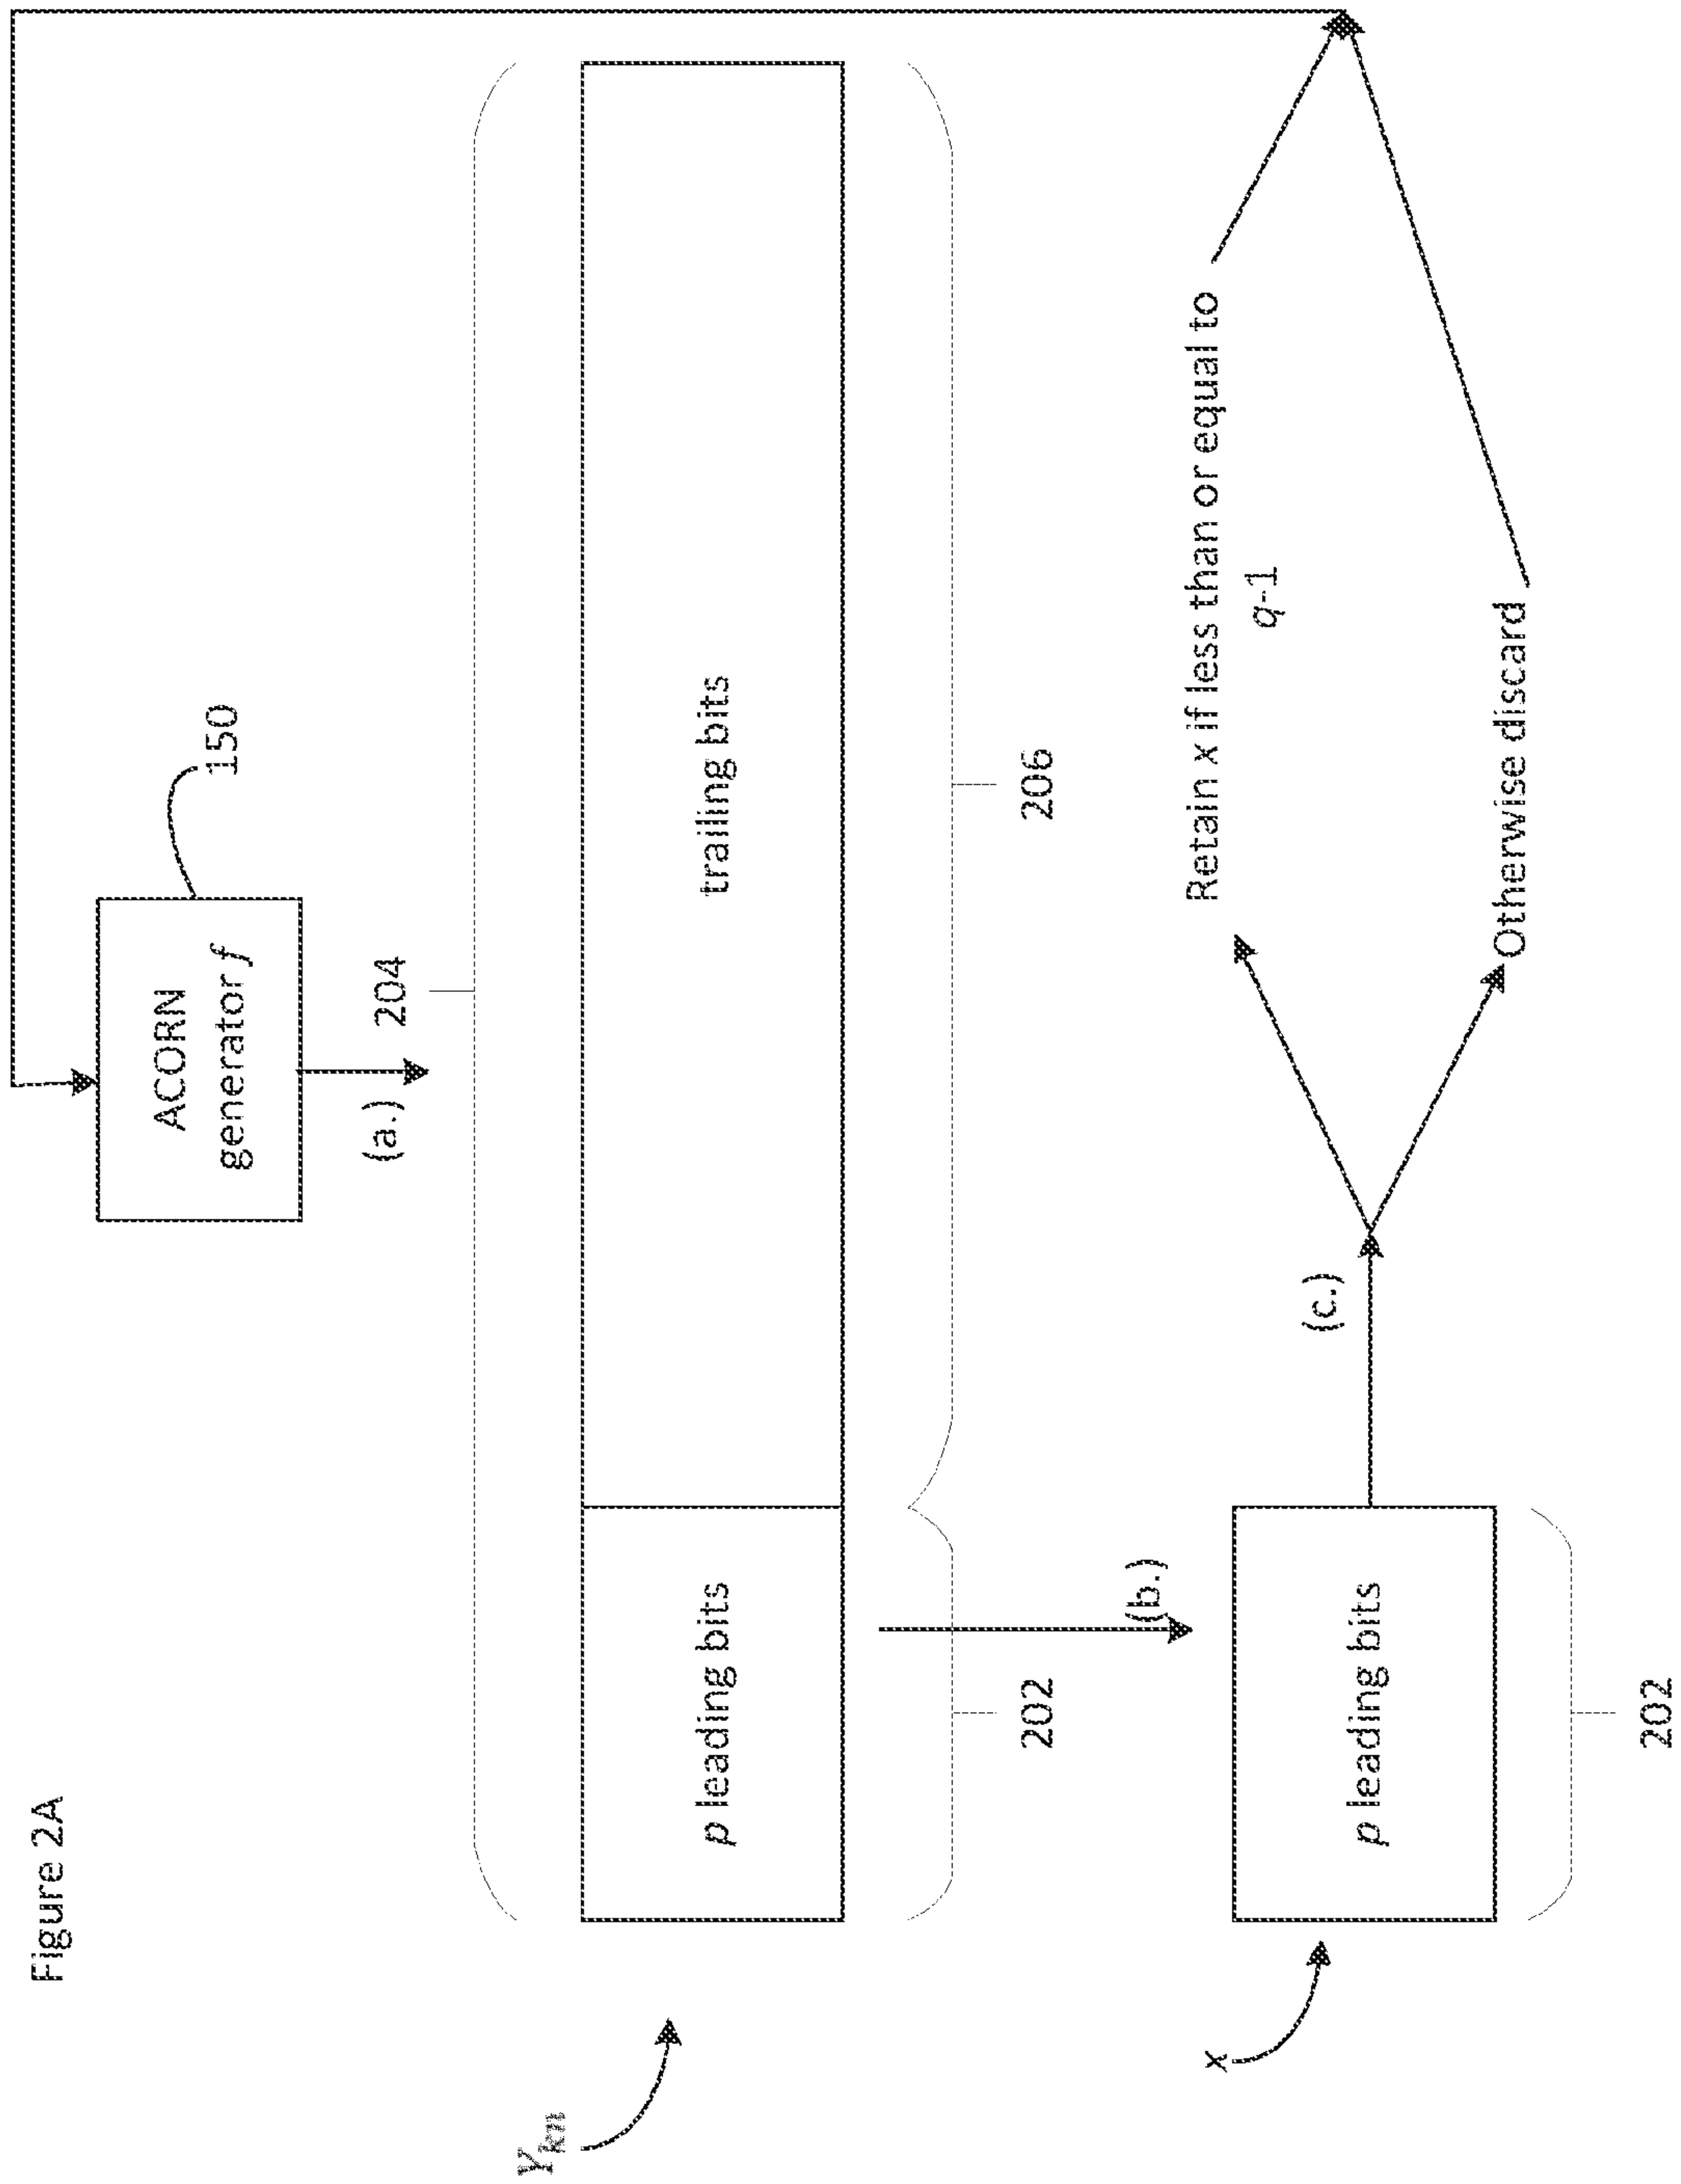 Figure 2A
ACORN
generator f
150
(a.)
204
Ykn
p leading bits
trailing bits
202
206
(b.)
x
p leading bits
(c.)
Retain x if less than or equal to
q-1
Otherwise discard
202